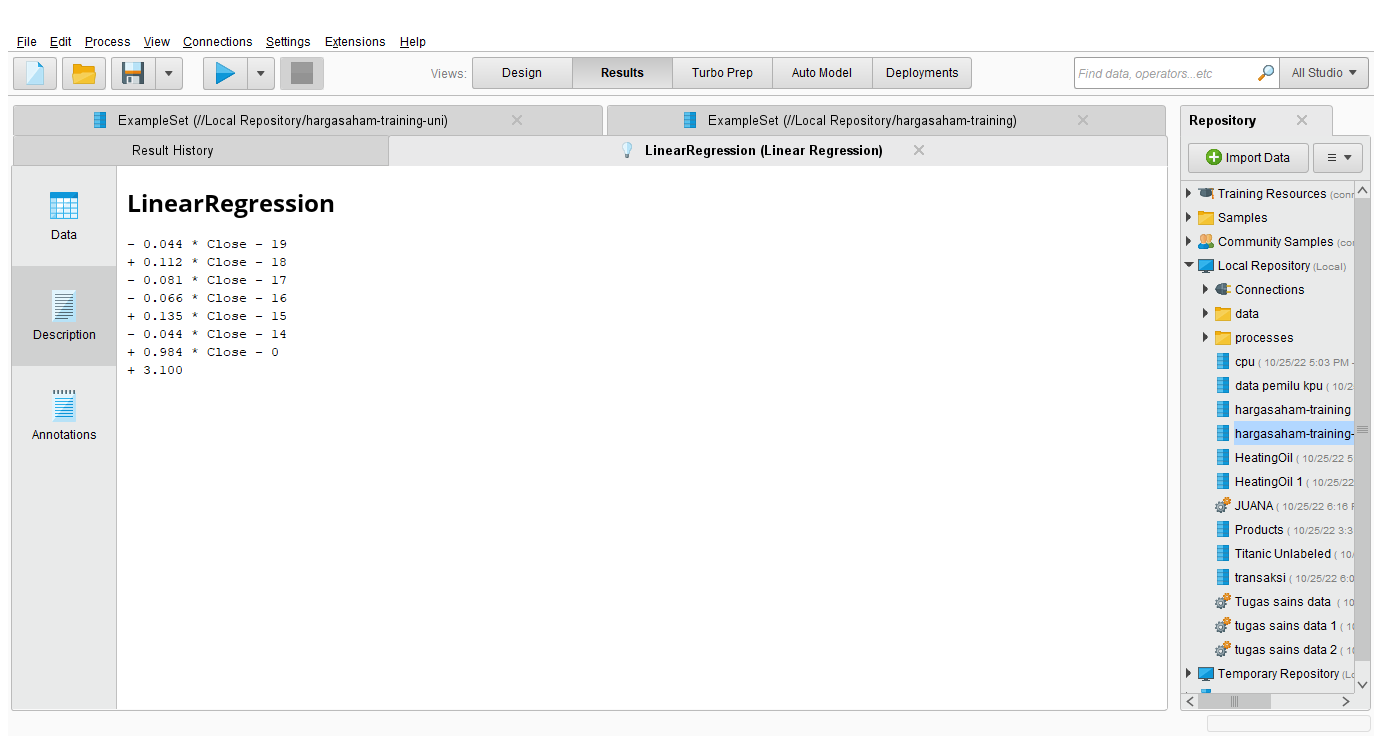 File Edit Process View Connections Settings Extensions Help
Views: Design Results Turbo Prep Auto Model Deployments Find data, operators...etc All Studio
ExampleSet (//Local Repository/hargasaham-training-uni) ExampleSet (//Local Repository/hargasaham-training)
Result History LinearRegression (Linear Regression)
Data
Description
Annotations
LinearRegression
- 0.044 * Close - 19
+ 0.112 * Close - 18
- 0.081 * Close - 17
- 0.066 * Close - 16
+ 0.135 * Close - 15
- 0.044 * Close - 14
+ 0.984 * Close - 0
+ 3.100
Repository
Import Data
Training Resources (conn
Samples
Community Samples (co
Local Repository (Local)
Connections
data
processes
cpu ( 10/25/22 5:03 PM -
data pemilu kpu ( 10/2
hargasaham-training
hargasaham-training-
HeatingOil ( 10/25/22 5
HeatingOil 1 ( 10/25/22
JUANA ( 10/25/22 6:16
Products ( 10/25/22 3:3
Titanic Unlabeled ( 10/
transaksi ( 10/25/22 6:0
Tugas sains data ( 10
tugas sains data 1 ( 10
tugas sains data 2 ( 10
Temporary Repository (Lo